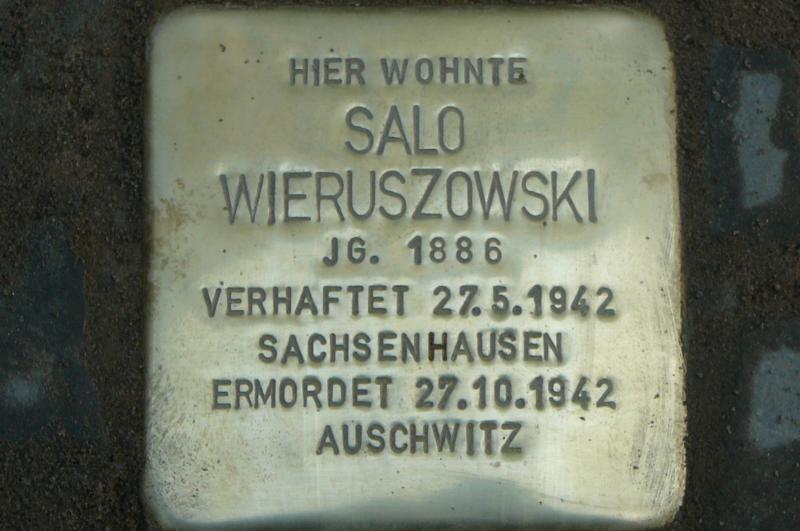 HIER WOHNTE
SALO
WIERUSZOWSKI
JG. 1886
VERHAFTET 27.5.1942
SACHSENHAUSEN
ERMORDET 27.10.1942
AUSCHWITZ